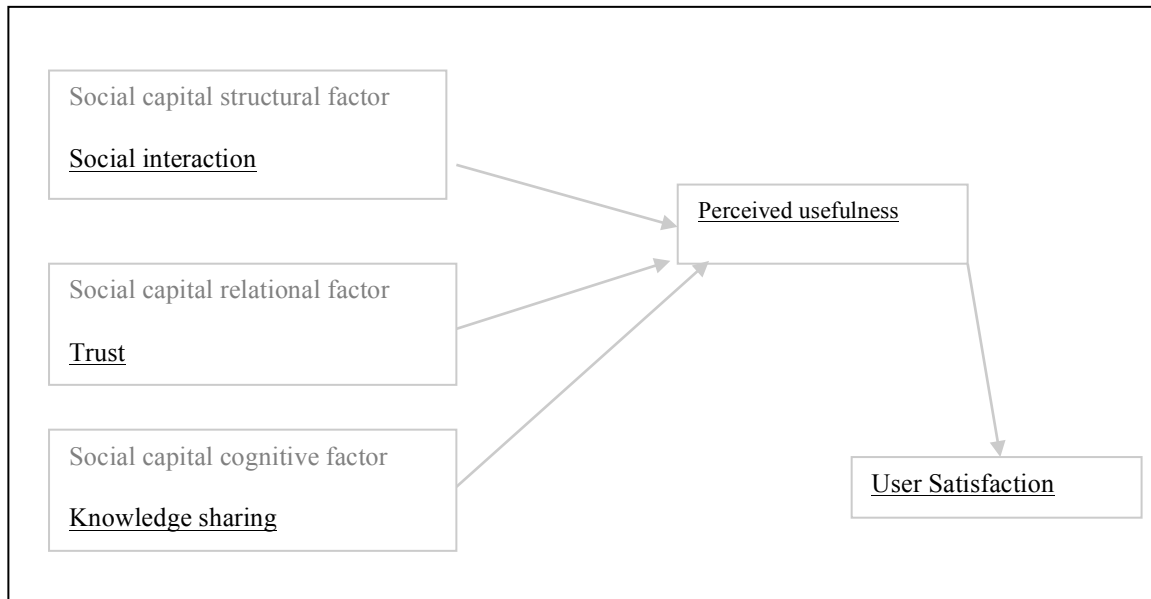 Social capital structural factor
Social interaction
Perceived usefulness
Social capital relational factor
Trust
Social capital cognitive factor
Knowledge sharing
User Satisfaction